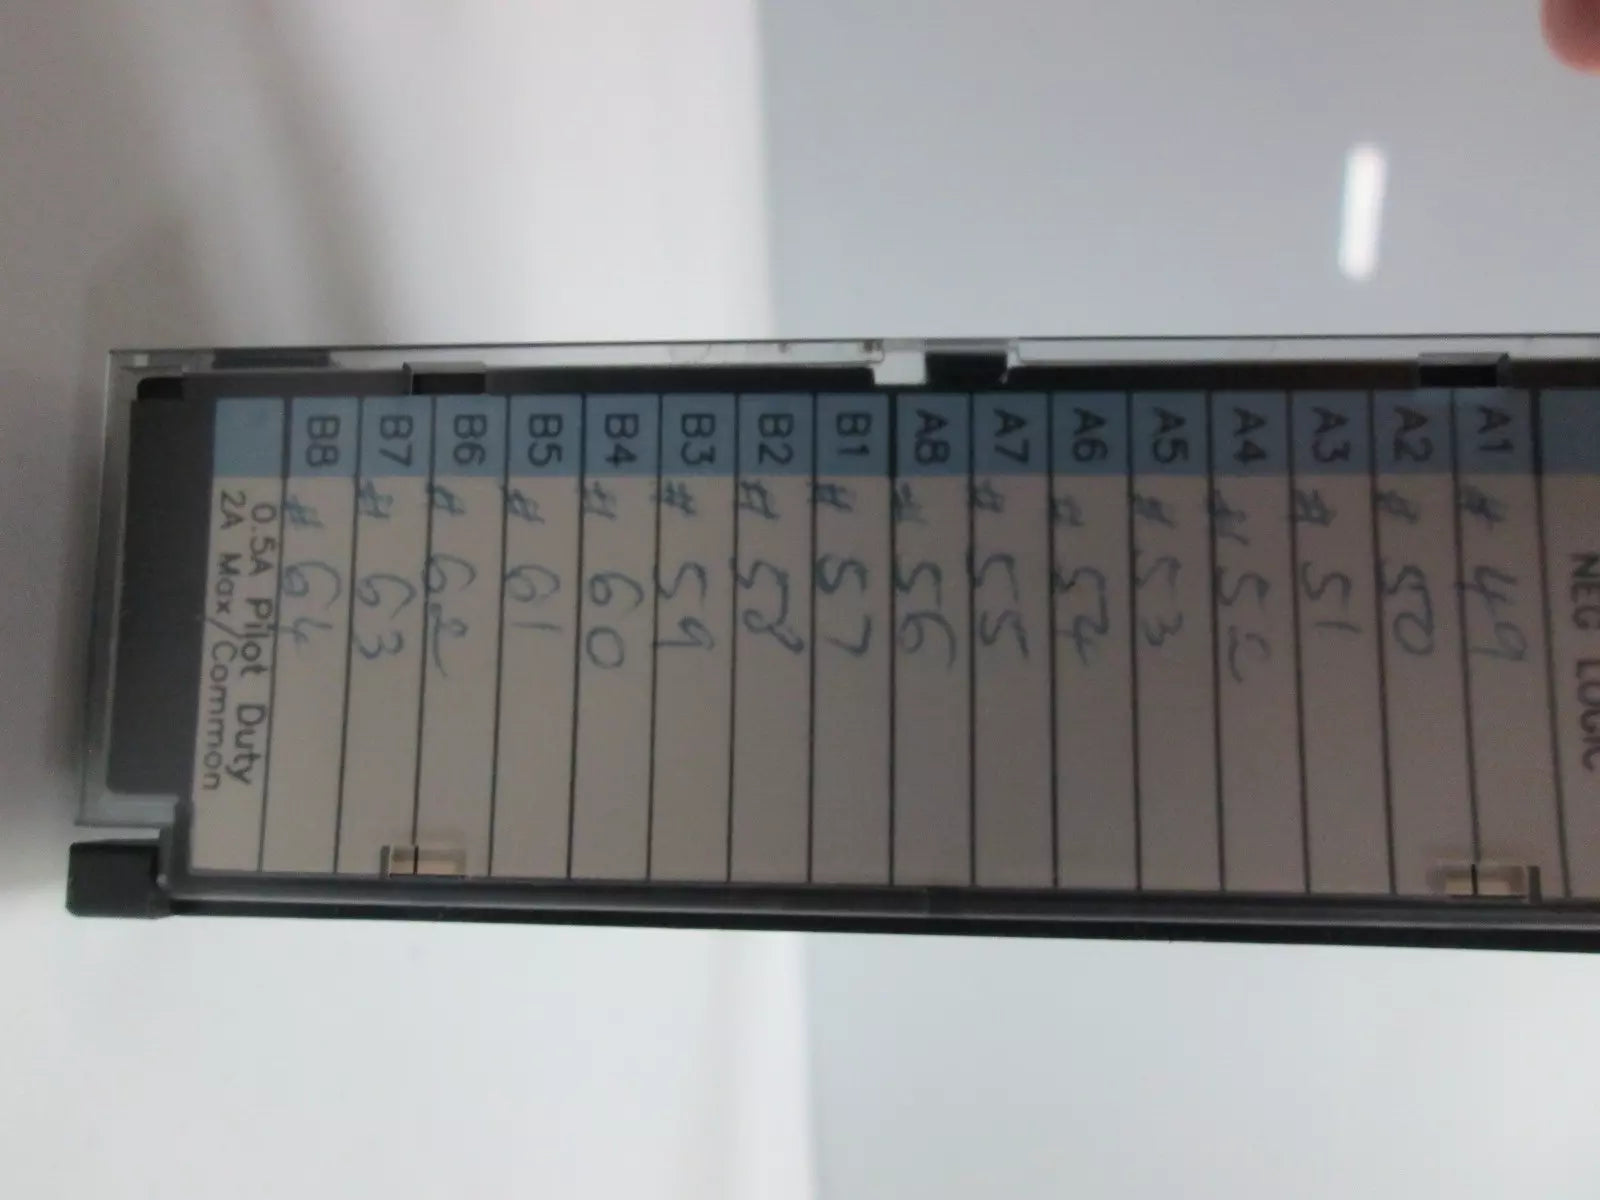 NEG LOGIC
A1 # 49
A2 # 50
A3 # 51
A4 # 52
A5 # 53
A6 # 54
A7 # 55
A8 # 56
B1 # 57
B2 # 58
B3 # 59
B4 # 60
B5 # 61
B6 # 62
B7 # 63
B8 # 64
0.5A Pilot Duty
2A Max/Common